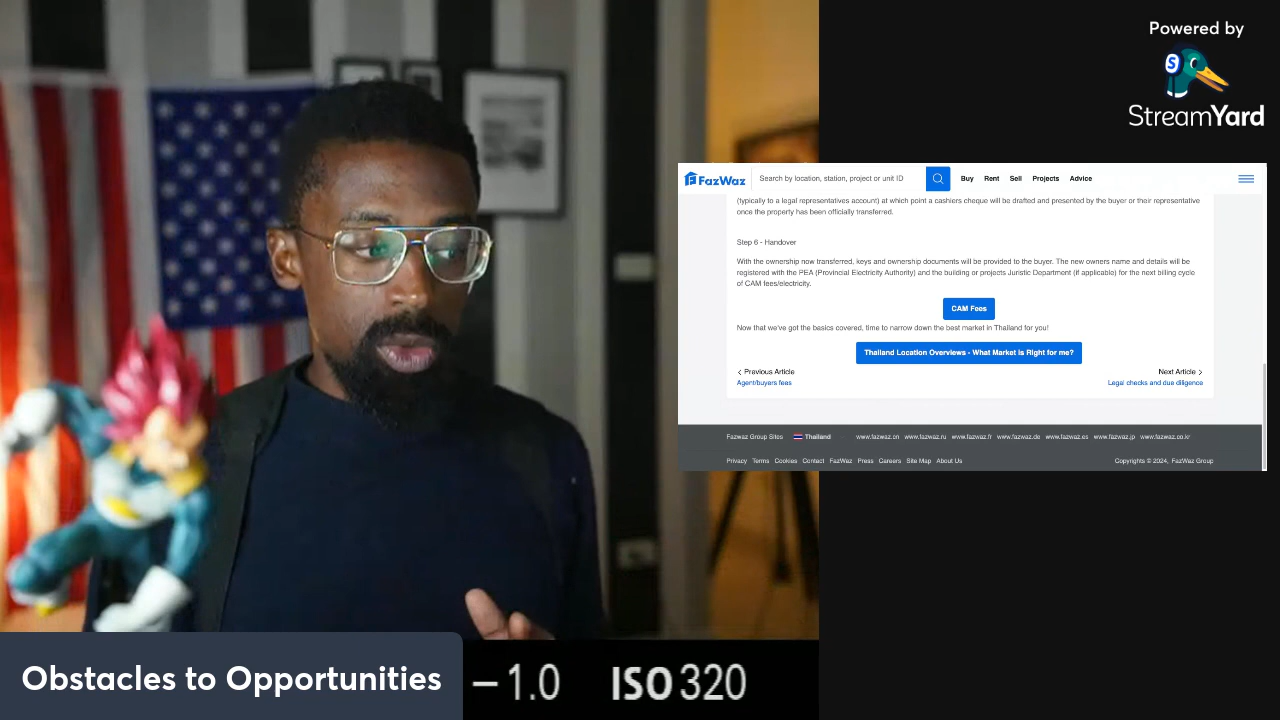 Powered by
S
StreamYard
FazWaz
Search by location, station, project or unit ID
Buy Rent Sell Projects Advice
(typically to a legal representatives account) at which point a cashiers cheque will be drafted and presented by the buyer or their representative
once the property has been officially transferred.
Step 6 - Handover
With the ownership now transferred, keys and ownership documents will be provided to the buyer. The new owners name and details will be
registered with the PEA (Provincial Electricity Authority) and the building or projects Juristic Department (if applicable) for the next billing cycle
of CAM fees/electricity.
CAM Fees
Now that we've got the basics covered, time to narrow down the best market in Thailand for you!
Thailand Location Overviews - What Market is Right for me?
Previous Article Next Article
Agent/buyers fees Legal checks and due diligence
Fazwaz Group Sites Thailand www.fazwaz.cn www.fazwaz.ru www.fazwaz.fr www.fazwaz.de www.fazwaz.es www.fazwaz.jp www.fazwaz.co.kr
Privacy Terms Cookies Contact FazWaz Press Careers Site Map About Us Copyrights © 2024, FazWaz Group
Obstacles to Opportunities
– 1.0 ISO 320